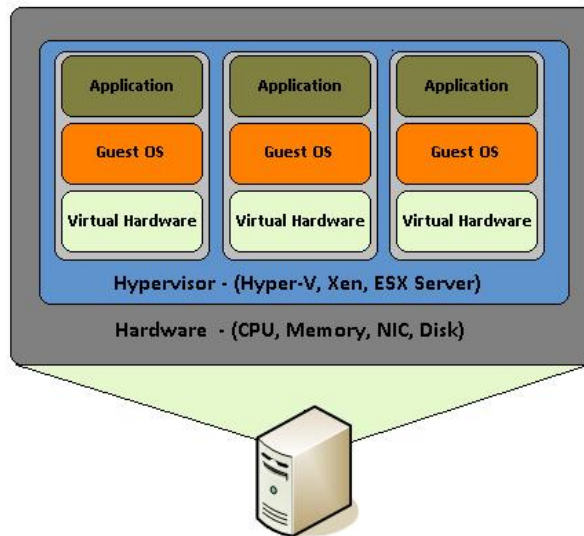 Application Application Application
Guest OS Guest OS Guest OS
Virtual Hardware Virtual Hardware Virtual Hardware
Hypervisor - (Hyper-V, Xen, ESX Server)
Hardware - (CPU, Memory, NIC, Disk)